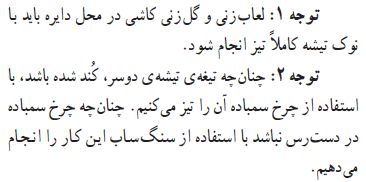 توجه ۱: لعاب‌زنی و گل‌زنی کاشی در محل دایره باید با
نوک تیشه کاملاً تیز انجام شود.
توجه ۲: چنان‌چه تیغه‌ی تیشه‌ی دوسر، کُند شده باشد، با
استفاده از چرخ سمباده آن را تیز می‌کنیم. چنان‌چه چرخ سمباده
در دست‌رس نباشد با استفاده از سنگ‌ساب این کار را انجام
می‌دهیم.